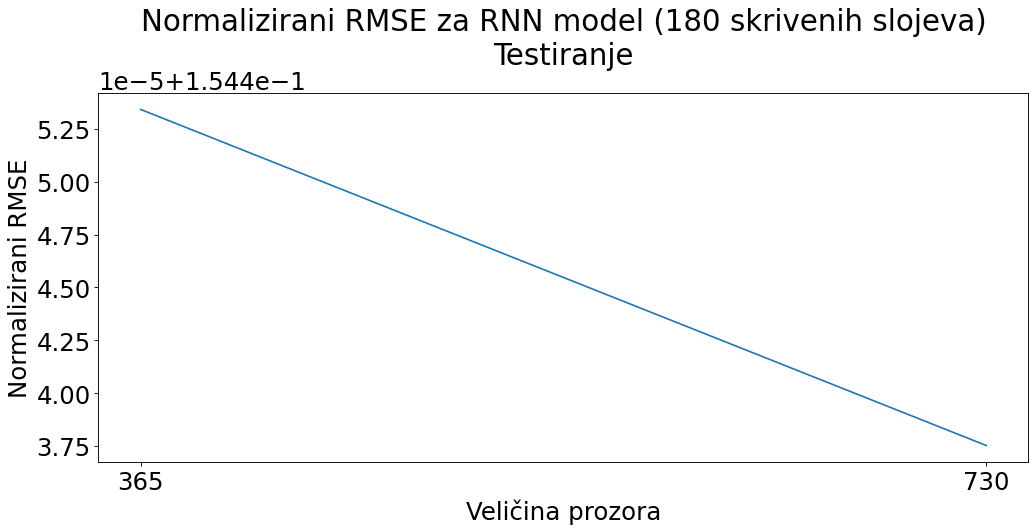 Normalizirani RMSE za RNN model (180 skrivenih slojeva)
Testiranje
1e−5+1.544e−1
5.25
5.00
4.75
4.50
4.25
4.00
3.75
Normalizirani RMSE
365
730
Veličina prozora